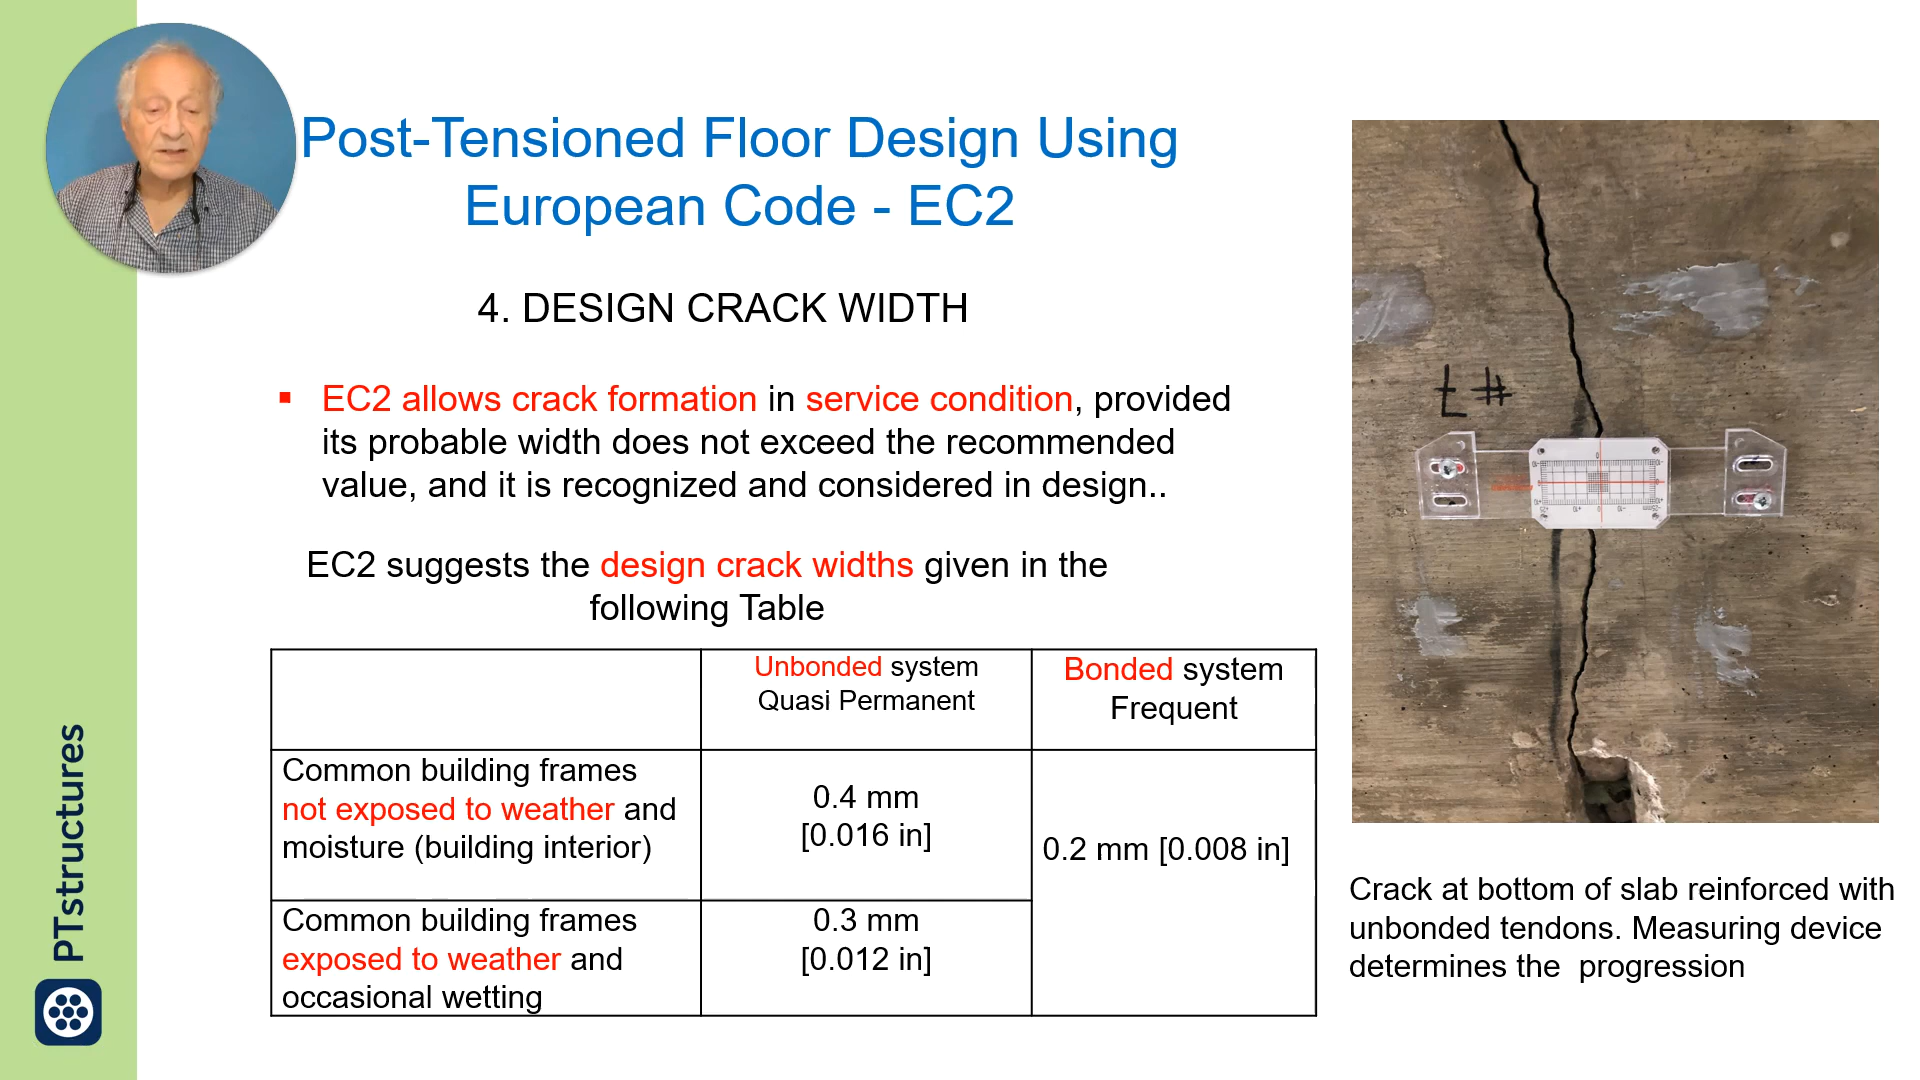 Post-Tensioned Floor Design Using
European Code - EC2
4. DESIGN CRACK WIDTH
▪ EC2 allows crack formation in service condition, provided
its probable width does not exceed the recommended
value, and it is recognized and considered in design..
EC2 suggests the design crack widths given in the
following Table
Unbonded system
Quasi Permanent
Bonded system
Frequent
Common building frames
not exposed to weather and
moisture (building interior)
0.4 mm
[0.016 in]
0.2 mm [0.008 in]
Common building frames
exposed to weather and
occasional wetting
0.3 mm
[0.012 in]
Crack at bottom of slab reinforced with
unbonded tendons. Measuring device
determines the  progression
PTstructures